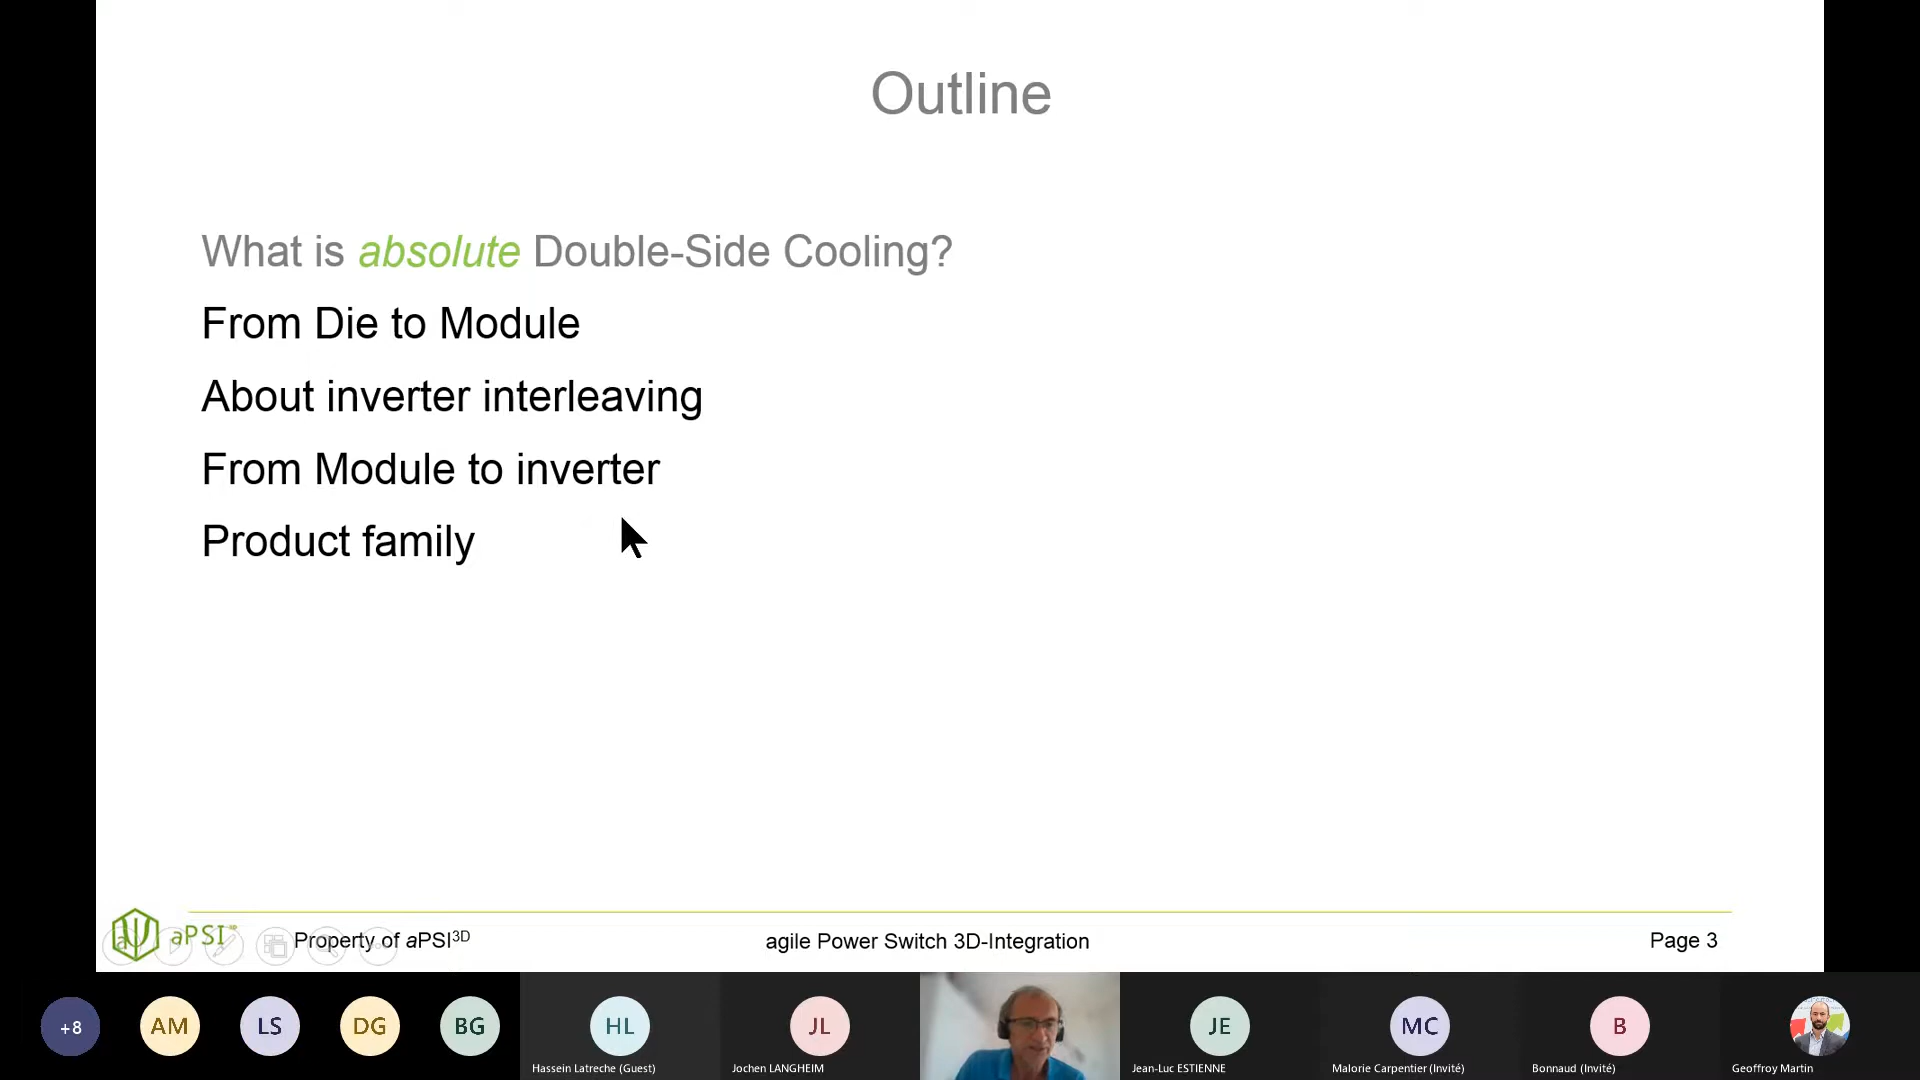 Outline
What is absolute Double-Side Cooling?
From Die to Module
About inverter interleaving
From Module to inverter
Product family
aPSI3D
Property of aPSI3D
agile Power Switch 3D-Integration
Page 3
+8
AM
LS
DG
BG
HL
JL
JE
MC
B
Hassein Latreche (Guest)
Jochen LANGHEIM
Jean-Luc ESTIENNE
Malorie Carpentier (Invité)
Bonnaud (Invité)
Geoffroy Martin